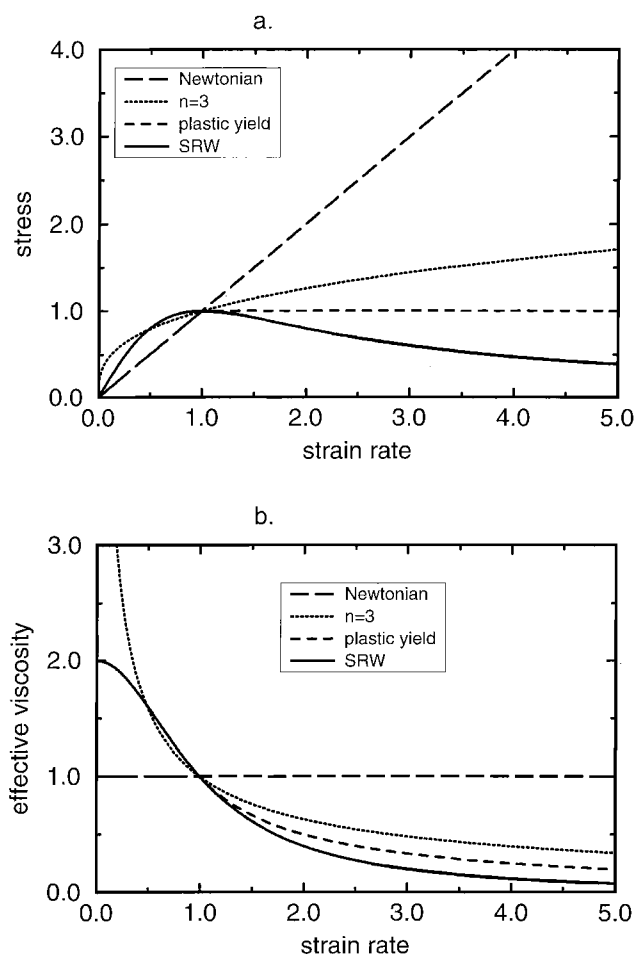 a.
4.0
3.0
2.0
1.0
0.0
stress
Newtonian
n=3
plastic yield
SRW
0.0 1.0 2.0 3.0 4.0 5.0
strain rate
b.
3.0
2.0
1.0
0.0
effective viscosity
Newtonian
n=3
plastic yield
SRW
0.0 1.0 2.0 3.0 4.0 5.0
strain rate